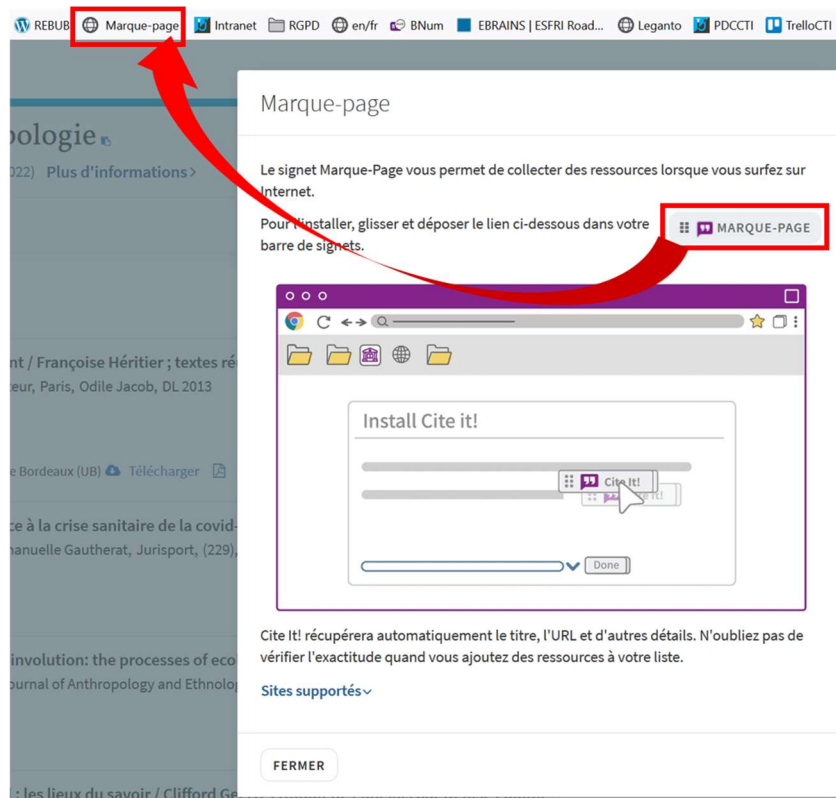 REBUB Marque-page Intranet RGPD en/fr BNum EBRAINS | ESFRI Road... Leganto PDCCTI TrelloCTI
Marque-page
ologie
022) Plus d'informations >
Le signet Marque-Page vous permet de collecter des ressources lorsque vous surfez sur
Internet.
Pour l'installer, glisser et déposer le lien ci-dessous dans votre
barre de signets.
MARQUE-PAGE
Install Cite it!
Cite It!
Cite It!
Done
nt / Françoise Héritier ; textes ré
teur, Paris, Odile Jacob, DL 2013
e Bordeaux (UB) Télécharger
ce à la crise sanitaire de la covid-
manuelle Gautherat, Jurisport, (229),
Cite It! récupérera automatiquement le titre, l'URL et d'autres détails. N'oubliez pas de
vérifier l'exactitude quand vous ajoutez des ressources à votre liste.
involution: the processes of eco
ournal of Anthropology and Ethnolo
Sites supportés
FERMER
: les lieux du savoir / Clifford Ge